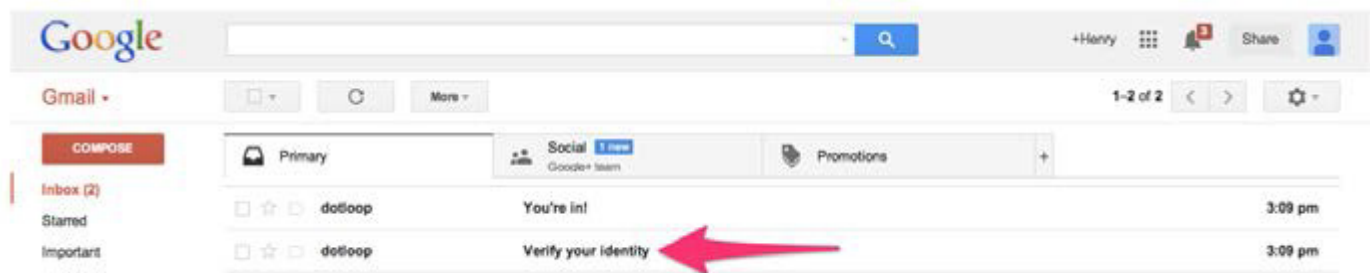 Google
+Henry 3 Share
Gmail
More
1–2 of 2
COMPOSE
Primary
Social 1 new
Google+ team
Promotions
+
Inbox (2)
dotloop You're in! 3:09 pm
Starred
dotloop Verify your identity 3:09 pm
Important